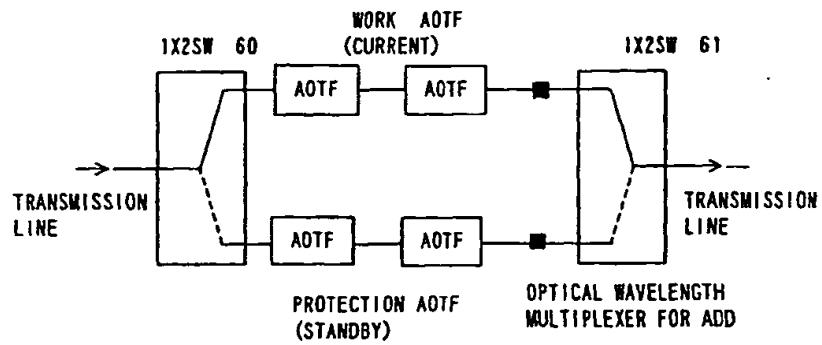 WORK AOTF
(CURRENT)
1X2SW 60
1X2SW 61
AOTF
AOTF
TRANSMISSION
LINE
TRANSMISSION
LINE
AOTF
AOTF
PROTECTION AOTF
(STANDBY)
OPTICAL WAVELENGTH
MULTIPLEXER FOR ADD